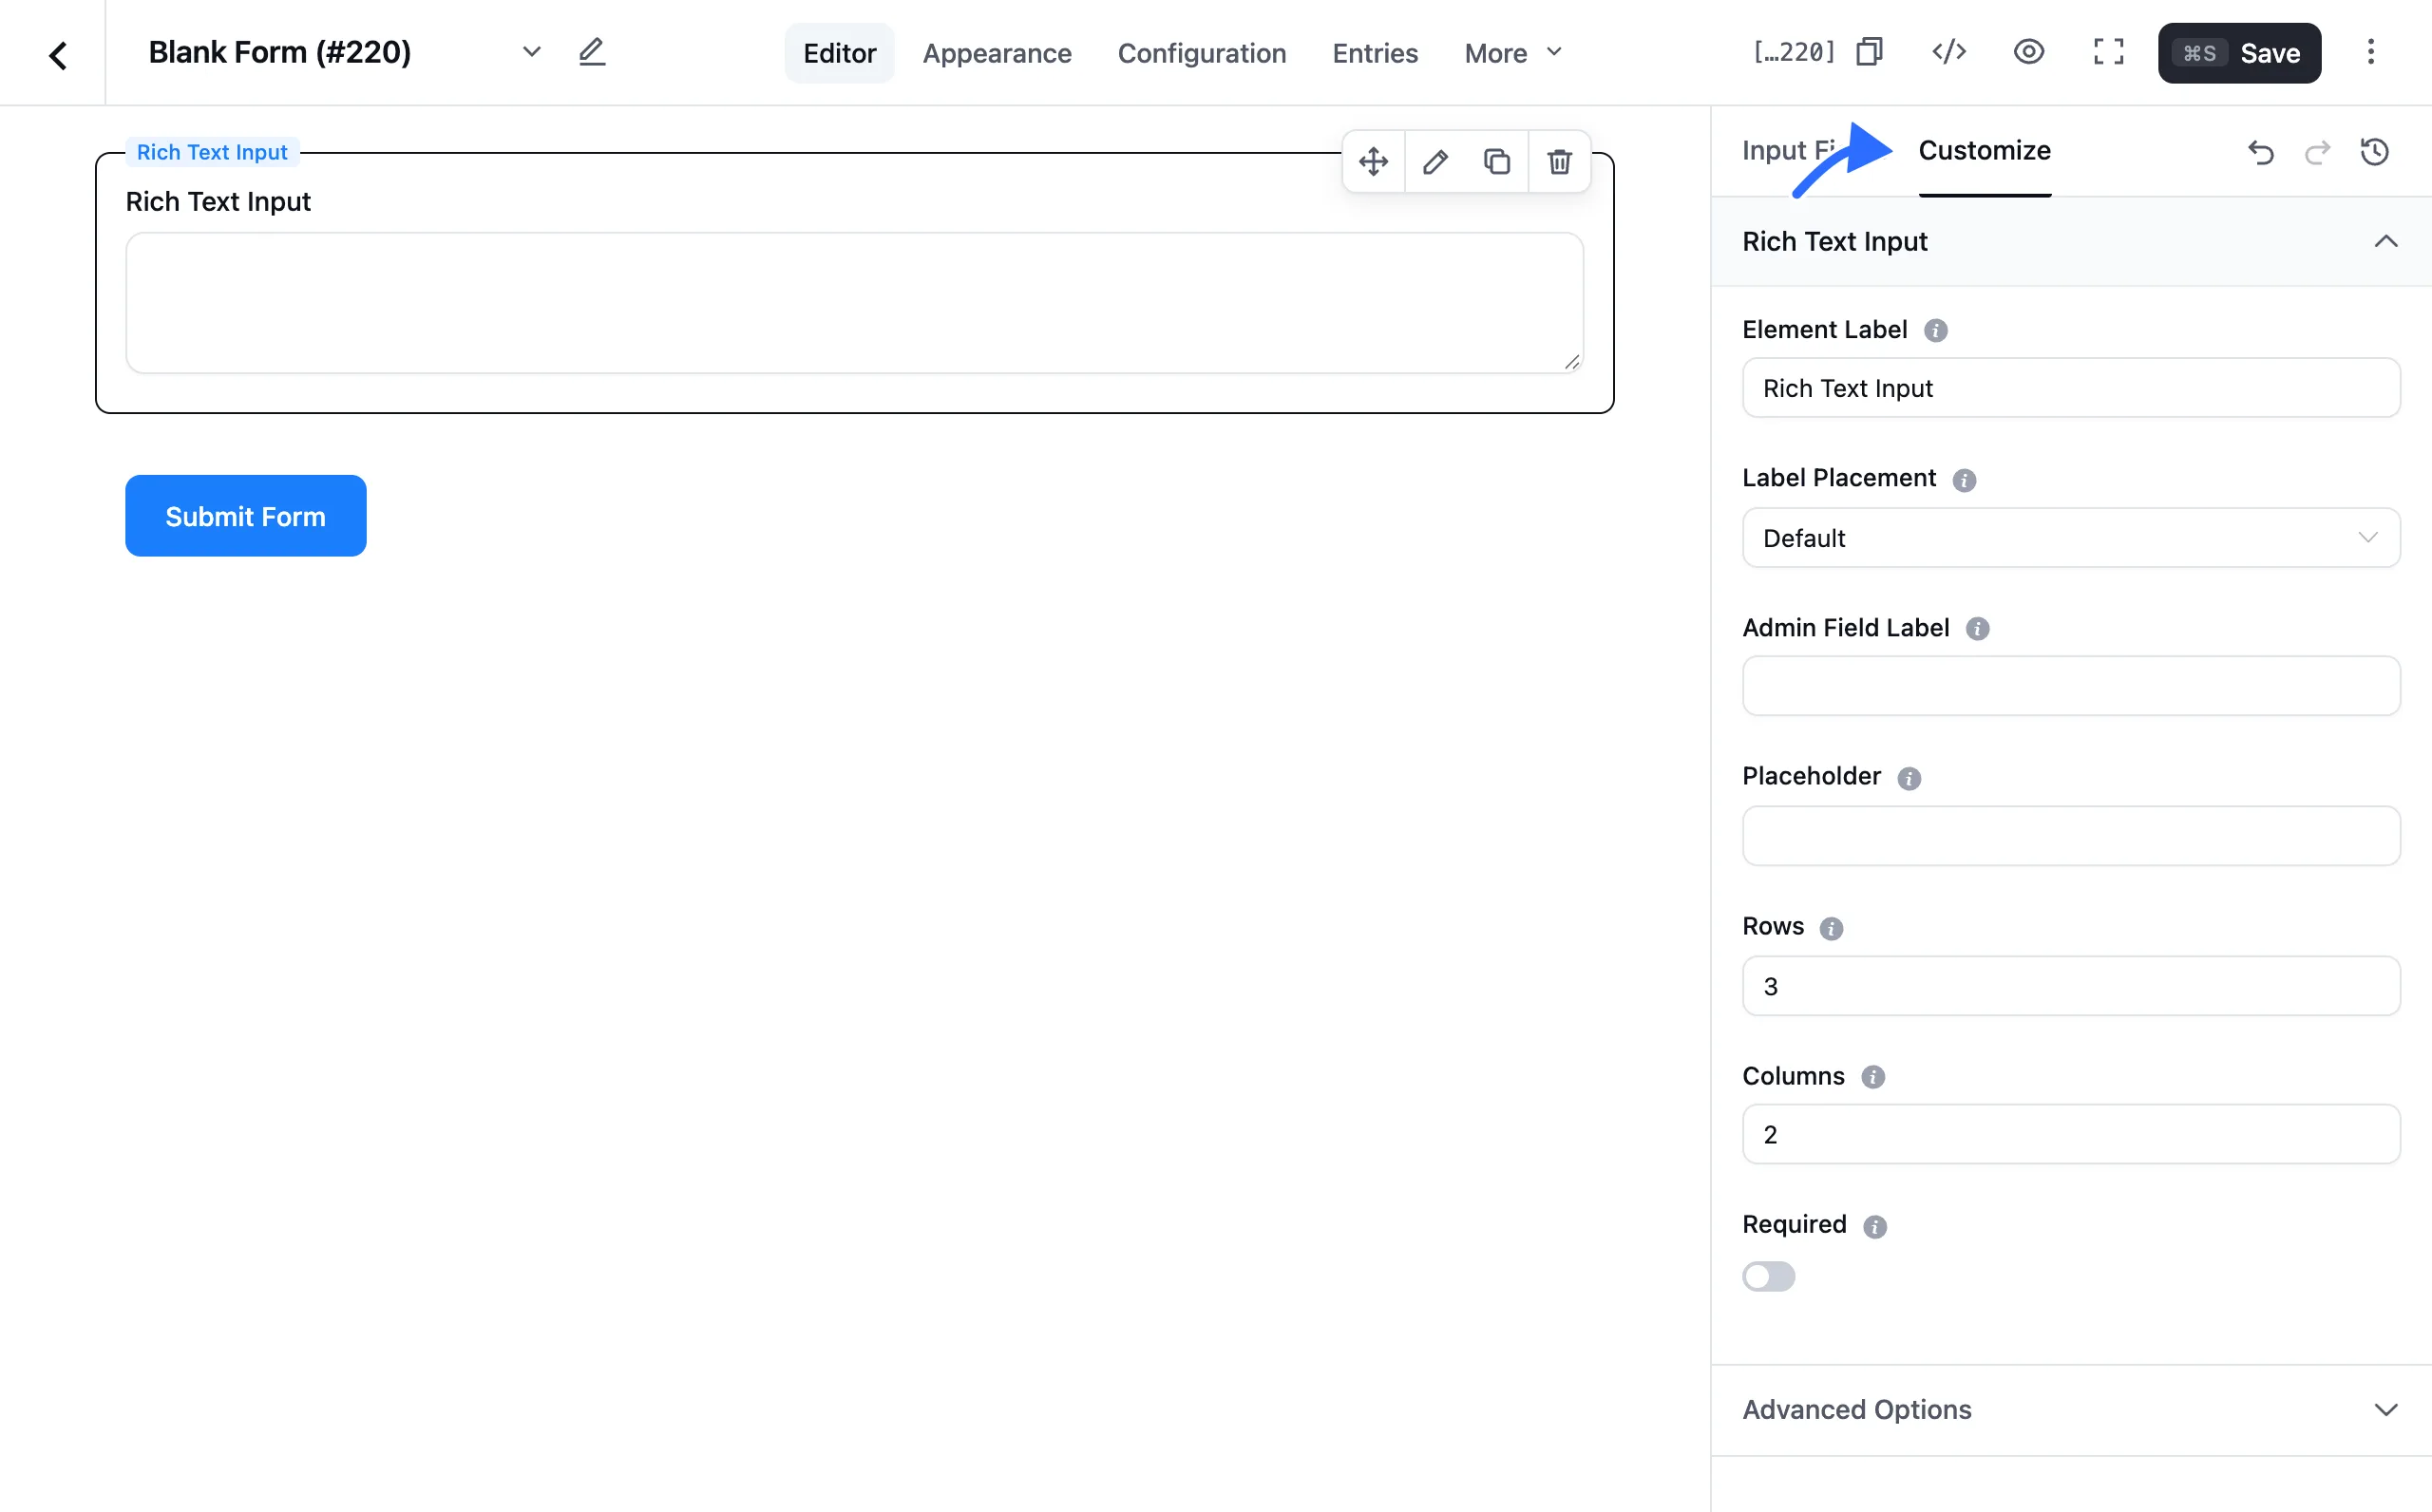 Blank Form (#220)
Editor
Appearance
Configuration
Entries
More
[...220]
⌘S Save
Rich Text Input
Rich Text Input
Submit Form
Input Fi
Customize
Rich Text Input
Element Label
Rich Text Input
Label Placement
Default
Admin Field Label
Placeholder
Rows
3
Columns
2
Required
Advanced Options